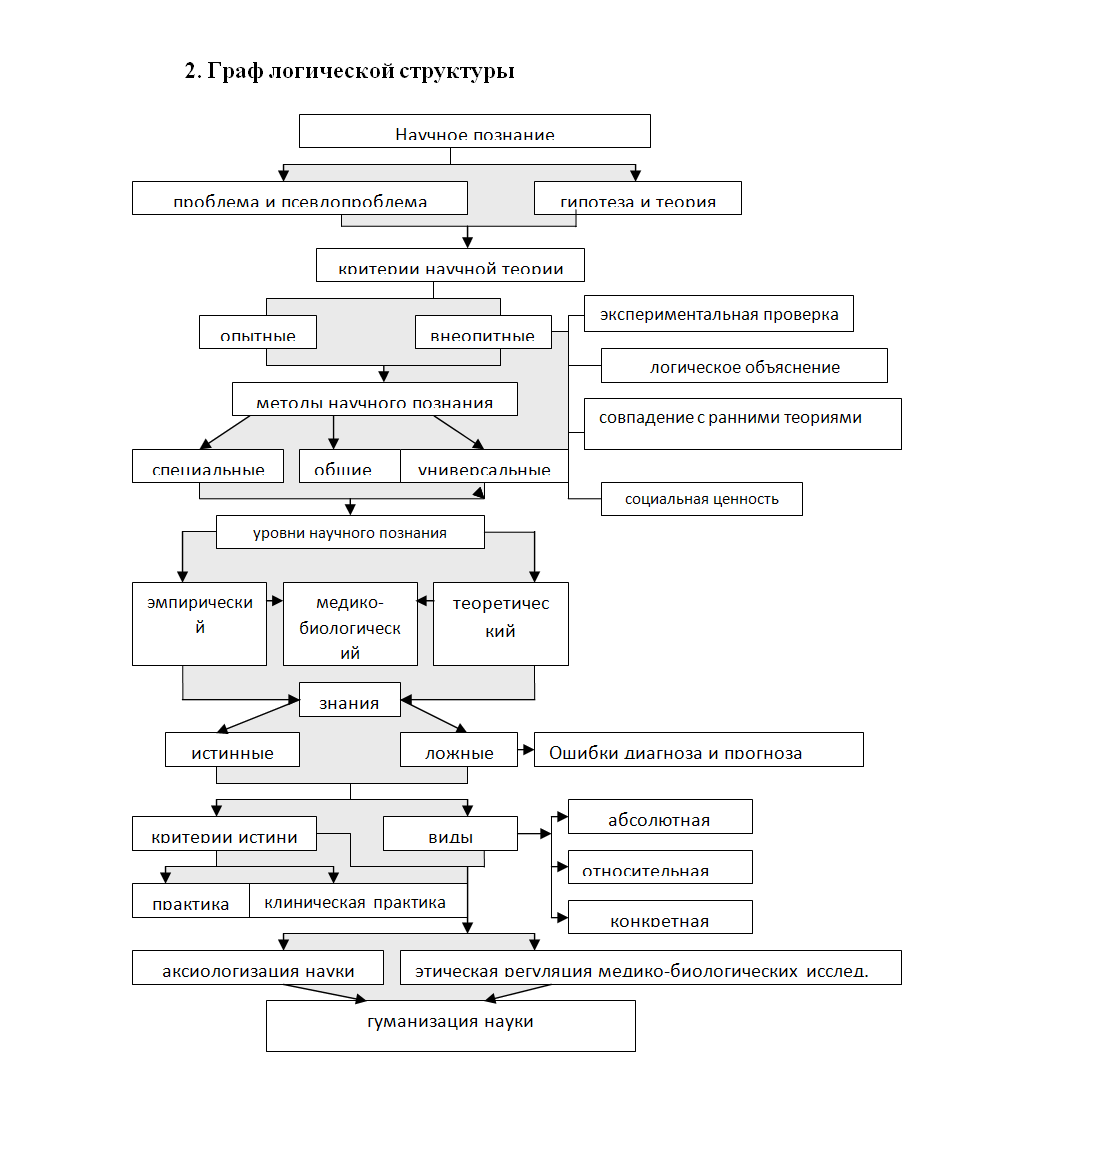 2. Граф логической структуры
Научное познание
проблема и псевдопроблема
гипотеза и теория
критерии научной теории
опытные
внеопитные
экспериментальная проверка
логическое объяснение
совпадение с ранними теориями
социальная ценность
методы научного познания
специальные
общие
универсальные
уровни научного познания
эмпирически
й
медико-
биологическ
ий
теоретичес
кий
знания
истинные
ложные
Ошибки диагноза и прогноза
критерии истини
виды
абсолютная
относительная
конкретная
практика
клиническая практика
аксиологизация науки
этическая регуляция медико-биологических исслед.
гуманизация науки